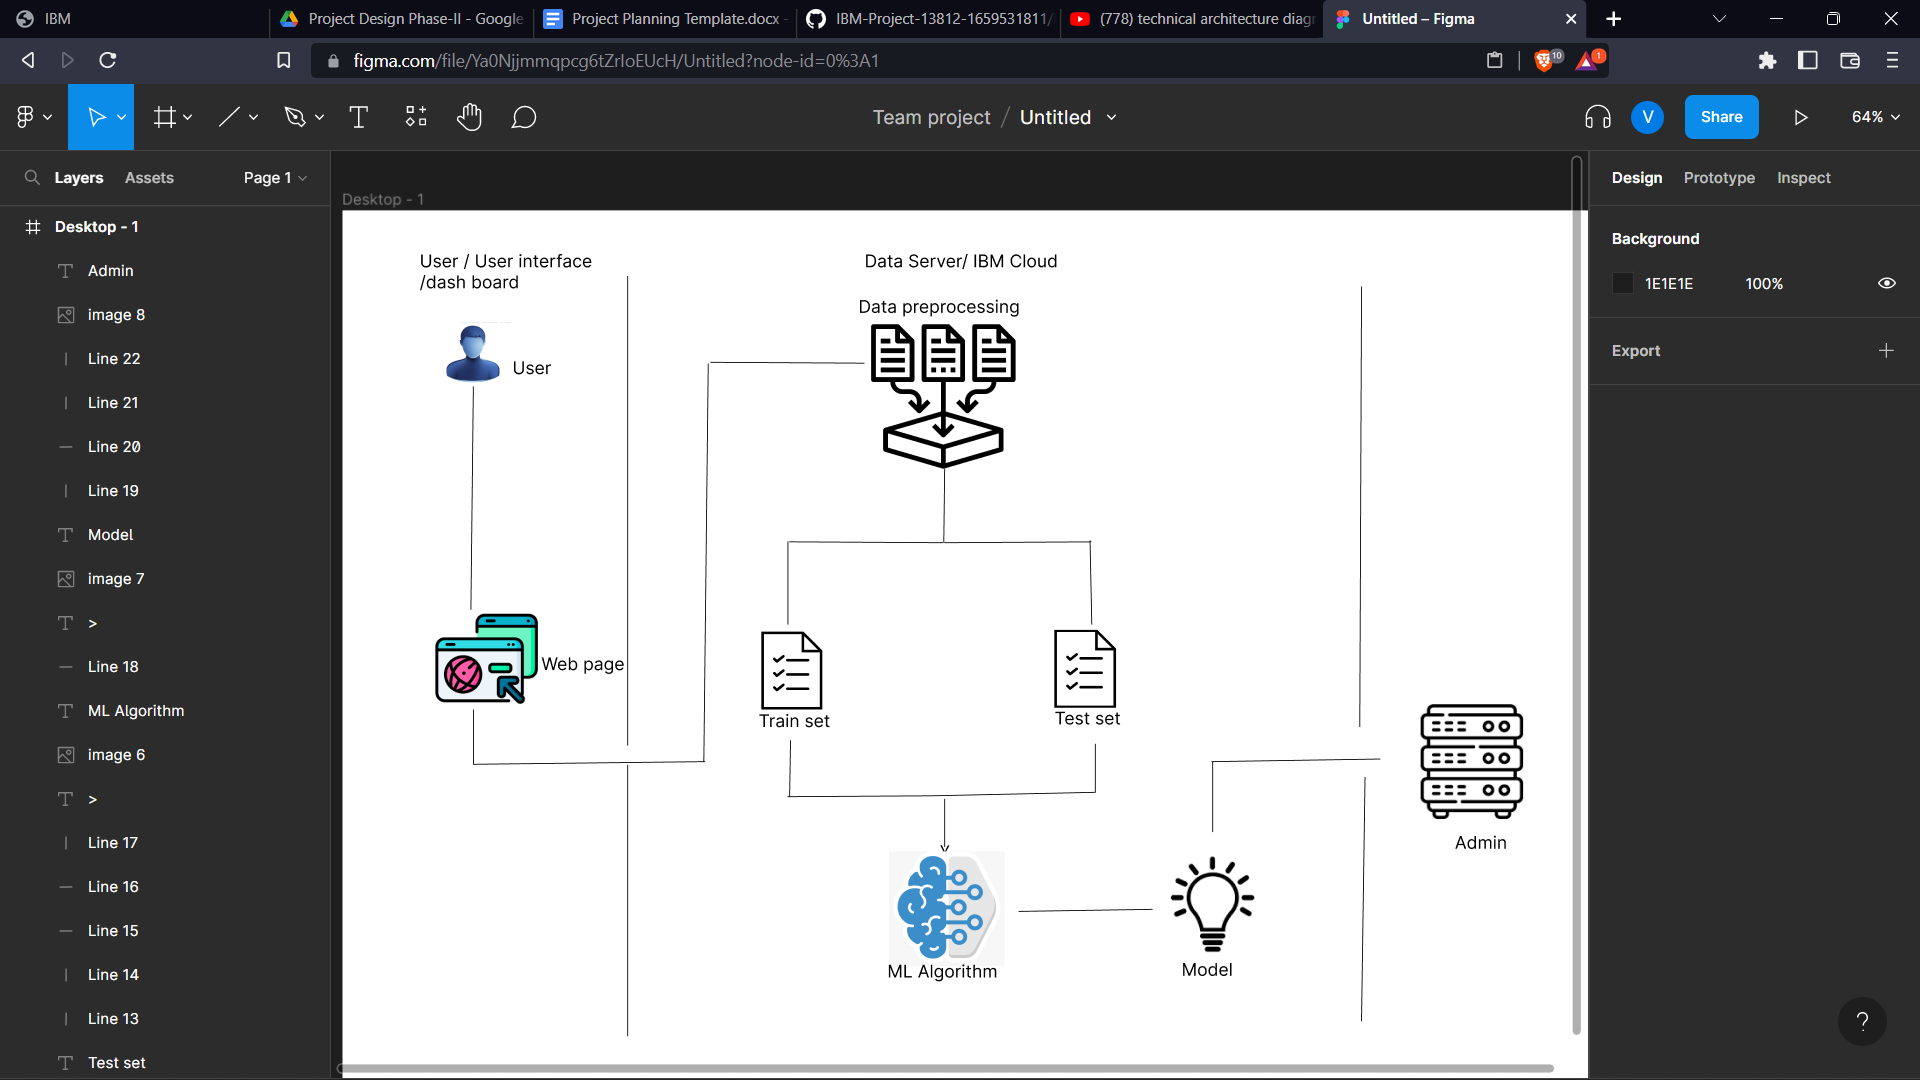 IBM
Project Design Phase-II - Google
Project Planning Template.docx -
IBM-Project-13812-1659531811/
(778) technical architecture diagr
Untitled – Figma
figma.com/file/Ya0Njjmmqpcg6tZrIoEUcH/Untitled?node-id=0%3A1
10
1
Team project / Untitled
V
Share
64%
Layers
Assets
Page 1
Desktop - 1
Admin
image 8
Line 22
Line 21
Line 20
Line 19
Model
image 7
>
Line 18
ML Algorithm
image 6
>
Line 17
Line 16
Line 15
Line 14
Line 13
Test set
Desktop - 1
User / User interface
/dash board
User
Web page
Data Server/ IBM Cloud
Data preprocessing
Train set
Test set
ML Algorithm
Model
Admin
Design
Prototype
Inspect
Background
1E1E1E
100%
Export
?